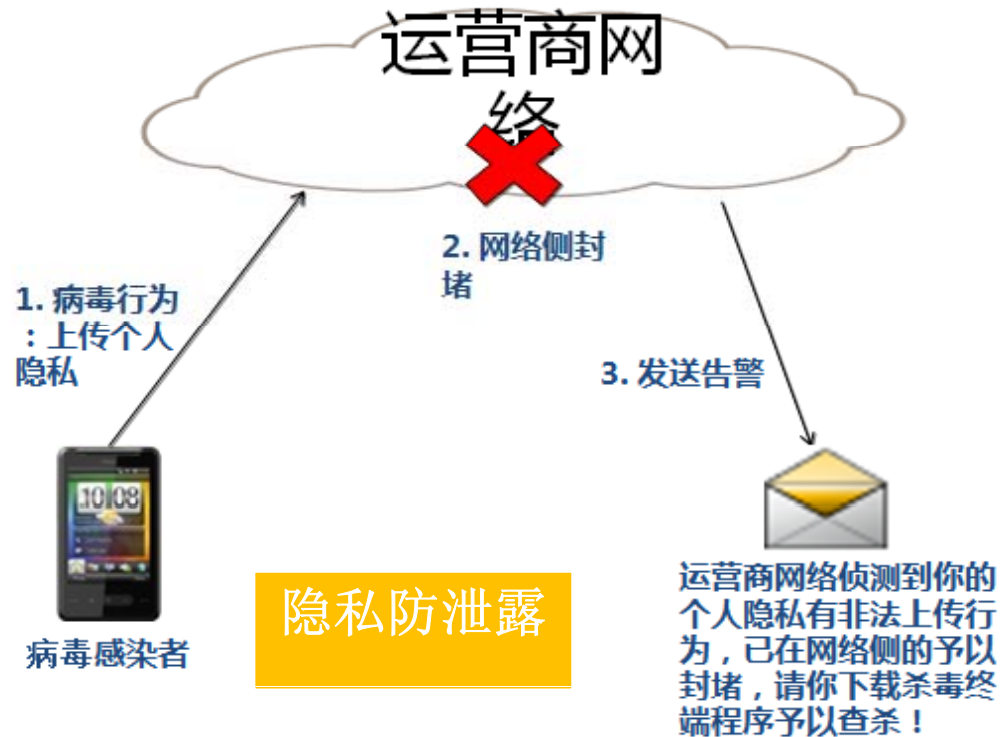 运营商网
络
2. 网络侧封
堵
1. 病毒行为
：上传个人
隐私
3. 发送告警
10 08
病毒感染者
隐私防泄露
运营商网络侦测到你的
个人隐私有非法上传行
为，已在网络侧的予以
封堵，请你下载杀毒终
端程序予以查杀！